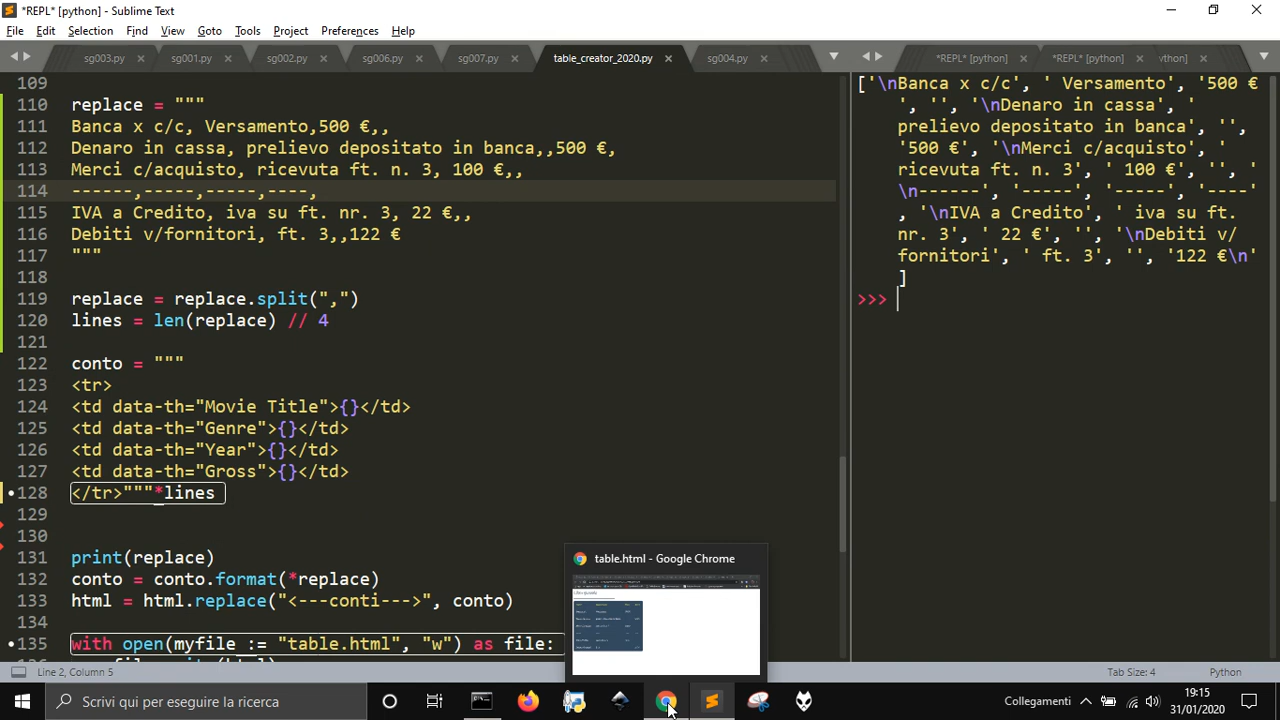 *REPL* [python] - Sublime Text
File Edit Selection Find View Goto Tools Project Preferences Help
sg003.py sg001.py sg002.py sg006.py sg007.py table_creator_2020.py sg004.py
*REPL* [python] *REPL* [python] ython]
109
110 replace = """
111 Banca x c/c, Versamento,500 €,,
112 Denaro in cassa, prelievo depositato in banca,,500 €,
113 Merci c/acquisto, ricevuta ft. n. 3, 100 €,,
114 ------,-----,-----,----,
115 IVA a Credito, iva su ft. nr. 3, 22 €,,
116 Debiti v/fornitori, ft. 3,,122 €
117 """
118
119 replace = replace.split(",")
120 lines = len(replace) // 4
121
122 conto = """
123 <tr>
124 <td data-th="Movie Title">{}</td>
125 <td data-th="Genre">{}</td>
126 <td data-th="Year">{}</td>
127 <td data-th="Gross">{}</td>
128 </tr>"""*lines
129
130
131 print(replace)
132 conto = conto.format(*replace)
133 html = html.replace("<---conti--->", conto)
134
135 with open(myfile := "table.html", "w") as file:
['\nBanca x c/c', ' Versamento', '500 €
', '', '\nDenaro in cassa', '
prelievo depositato in banca', '',
'500 €', '\nMerci c/acquisto', '
ricevuta ft. n. 3', ' 100 €', '', '
\n------', '-----', '-----', '----'
, '\nIVA a Credito', ' iva su ft.
nr. 3', ' 22 €', '', '\nDebiti v/
fornitori', ' ft. 3', '', '122 €\n'
]
>>>
table.html - Google Chrome
Line 2, Column 5 Tab Size: 4 Python
Scrivi qui per eseguire la ricerca
Collegamenti
19:15
31/01/2020